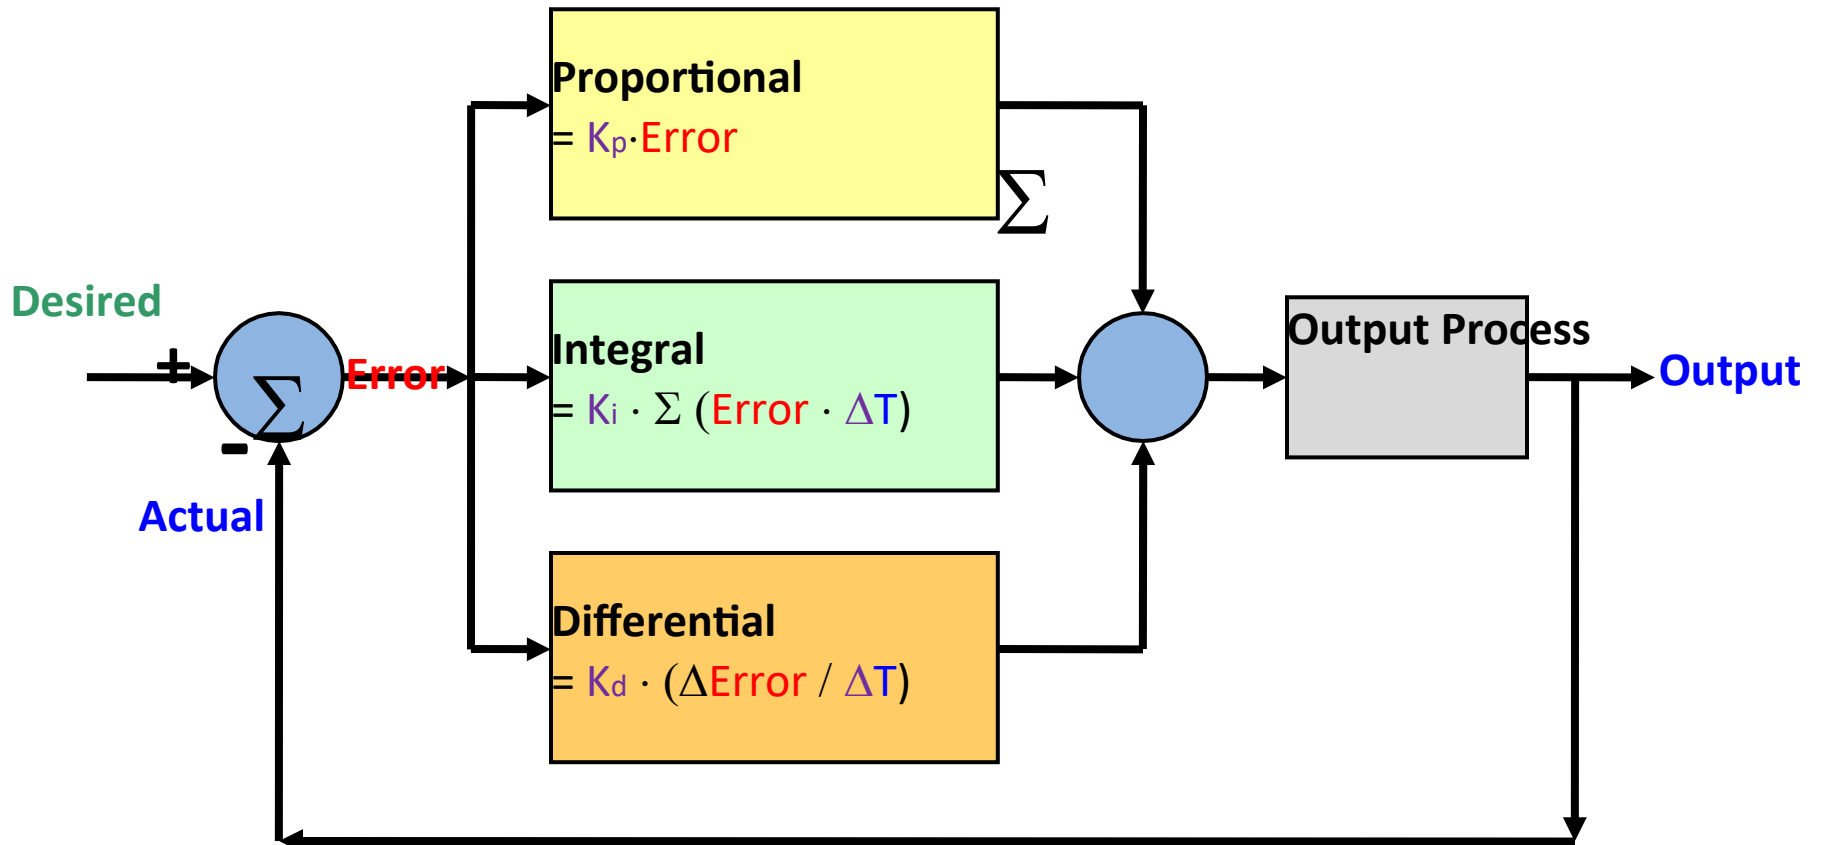 Proportional
= Kp·Error
Σ
Desired
+
Σ
-
Error
Actual
Integral
= Ki · Σ (Error · ΔT)
Differential
= Kd · (ΔError / ΔT)
Output Process
Output